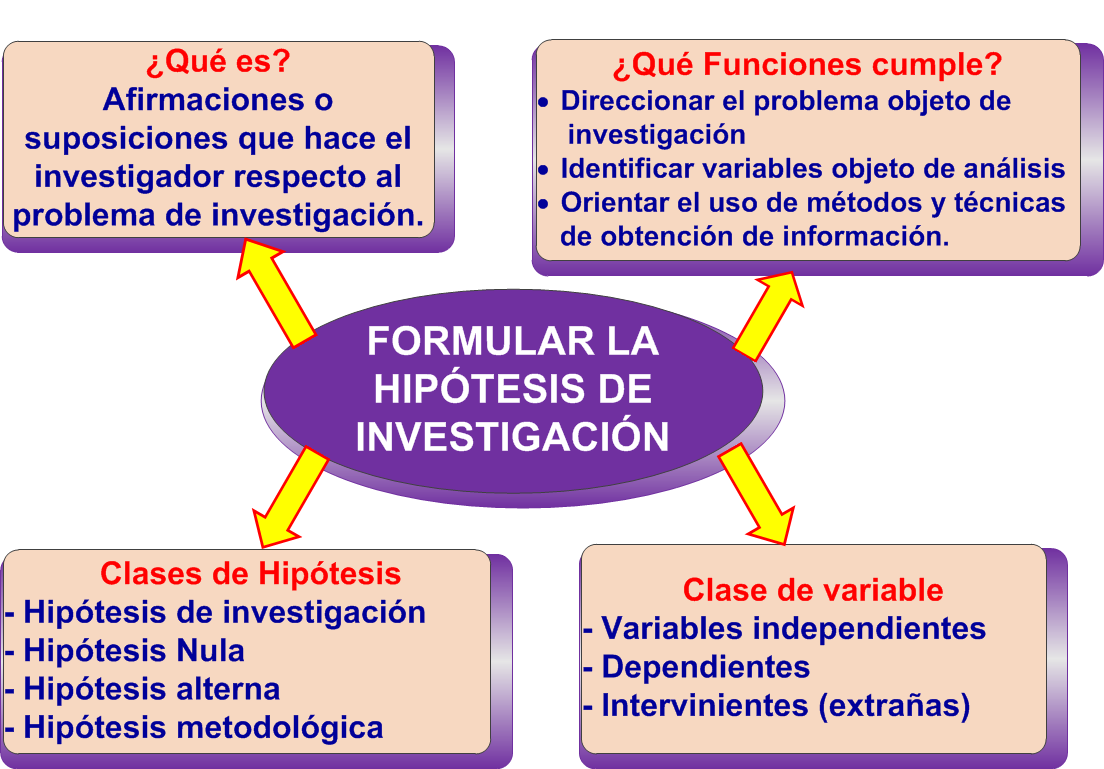 ¿Qué es?
Afirmaciones o
suposiciones que hace el
investigador respecto al
problema de investigación.
¿Qué Funciones cumple?
• Direccionar el problema objeto de
investigación
• Identificar variables objeto de análisis
• Orientar el uso de métodos y técnicas
de obtención de información.
FORMULAR LA
HIPÓTESIS DE
INVESTIGACIÓN
Clases de Hipótesis
- Hipótesis de investigación
- Hipótesis Nula
- Hipótesis alterna
- Hipótesis metodológica
Clase de variable
- Variables independientes
- Dependientes
- Intervinientes (extrañas)